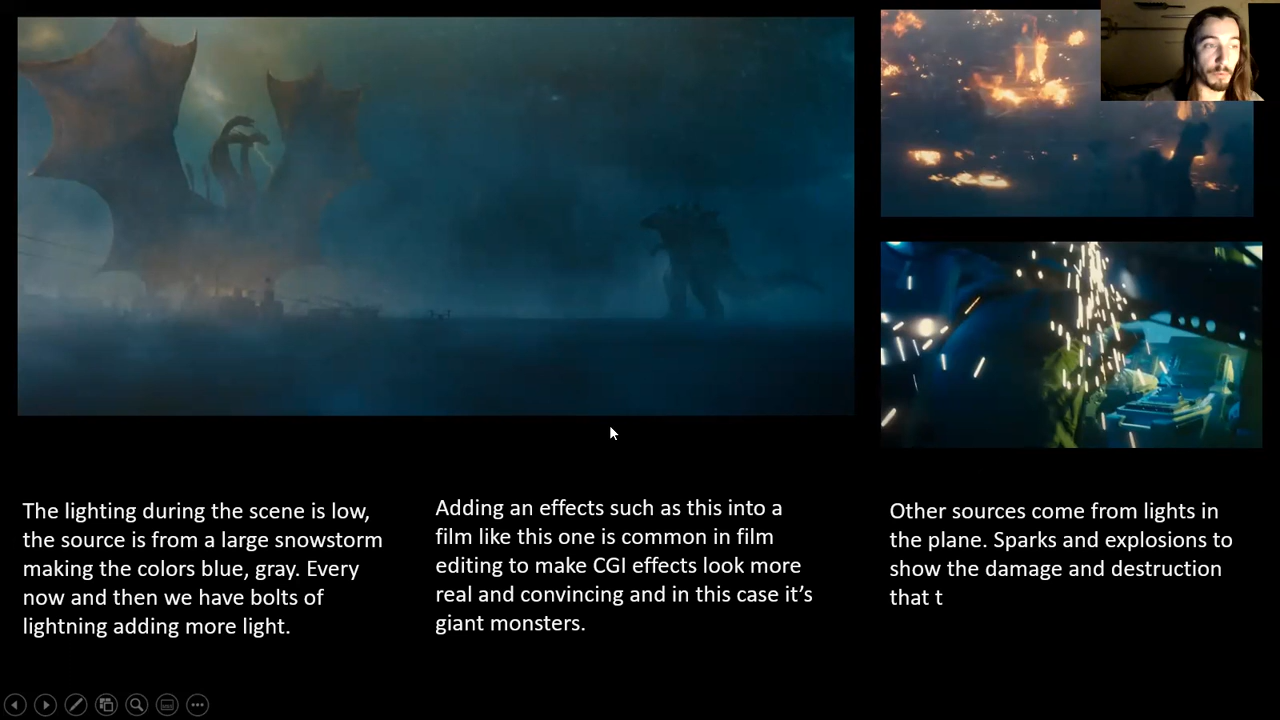 The lighting during the scene is low,
the source is from a large snowstorm
making the colors blue, gray. Every
now and then we have bolts of
lightning adding more light.
Adding an effects such as this into a
film like this one is common in film
editing to make CGI effects look more
real and convincing and in this case it’s
giant monsters.
Other sources come from lights in
the plane. Sparks and explosions to
show the damage and destruction
that t